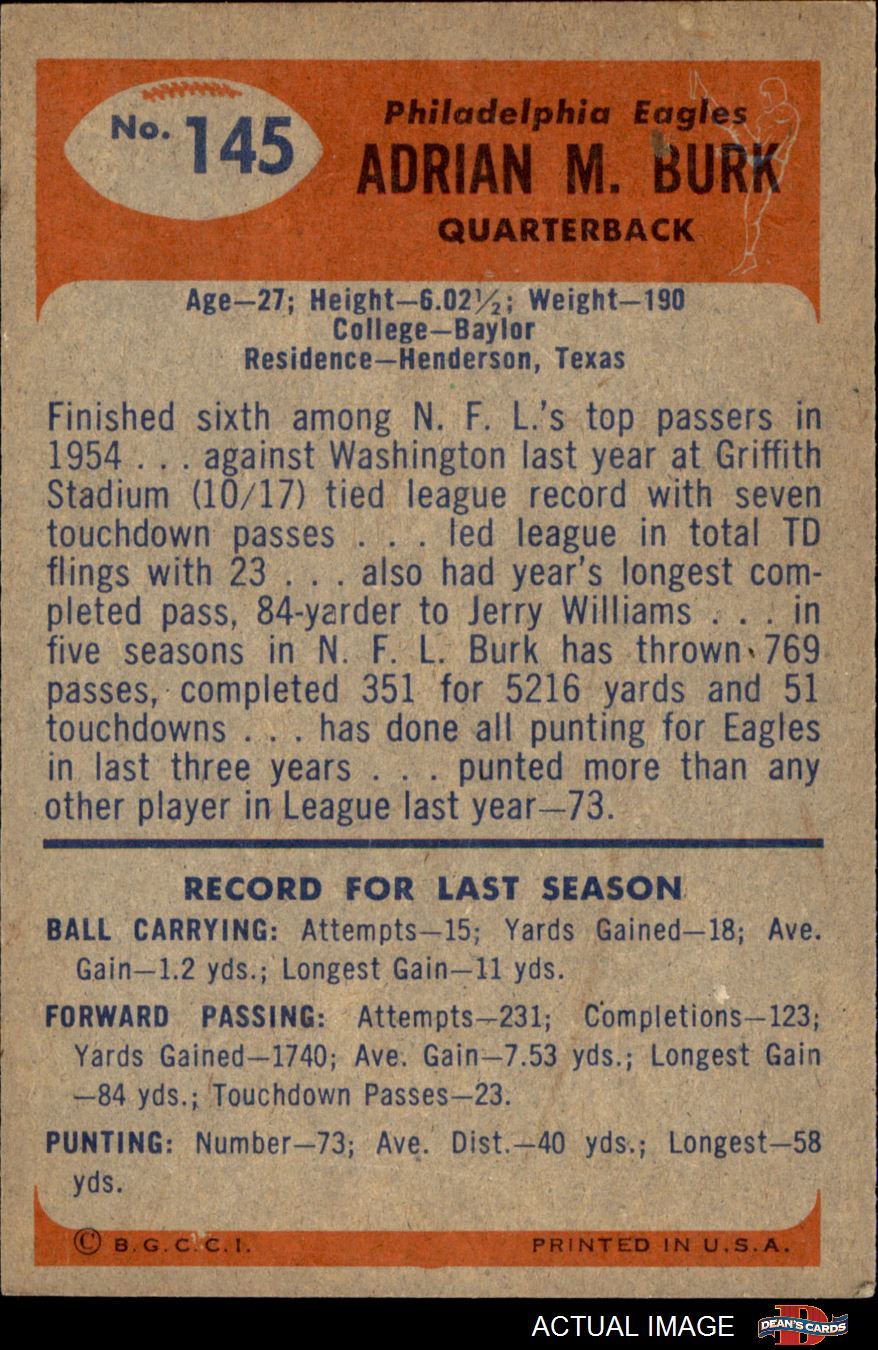 No. 145
Philadelphia Eagles
ADRIAN M. BURK
QUARTERBACK
Age—27; Height—6.02½; Weight—190
College—Baylor
Residence—Henderson, Texas
Finished sixth among N. F. L.'s top passers in
1954 . . . against Washington last year at Griffith
Stadium (10/17) tied league record with seven
touchdown passes . . . led league in total TD
flings with 23 . . . also had year's longest com-
pleted pass, 84-yarder to Jerry Williams . . . in
five seasons in N. F. L. Burk has thrown 769
passes, completed 351 for 5216 yards and 51
touchdowns . . . has done all punting for Eagles
in last three years . . . punted more than any
other player in League last year—73.
RECORD FOR LAST SEASON
BALL CARRYING: Attempts—15; Yards Gained—18; Ave.
Gain—1.2 yds.; Longest Gain—11 yds.
FORWARD PASSING: Attempts—231; Completions—123;
Yards Gained—1740; Ave. Gain—7.53 yds.; Longest Gain
—84 yds.; Touchdown Passes—23.
PUNTING: Number—73; Ave. Dist.—40 yds.; Longest—58
yds.
© B. G. C. C. I. PRINTED IN U. S. A.
ACTUAL IMAGE D DEAN'S CARDS